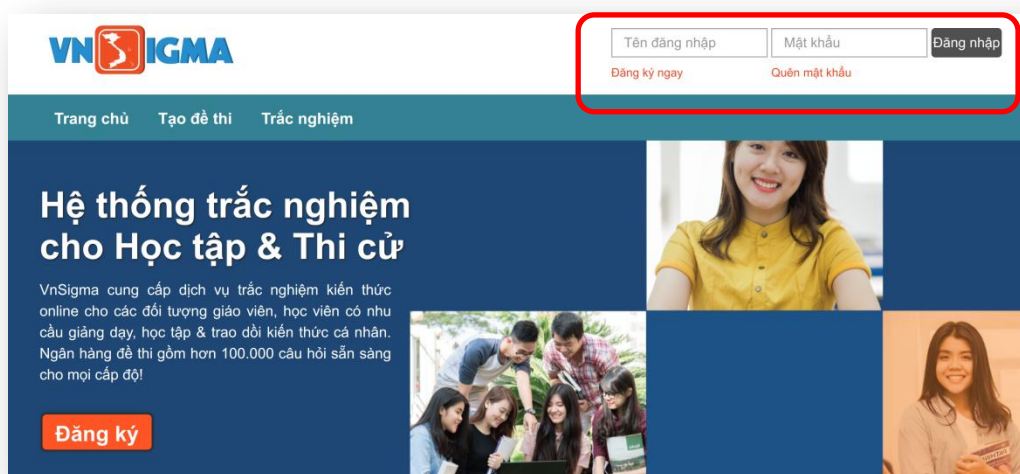 VNSIGMA
Tên đăng nhập
Mật khẩu
Đăng nhập
Đăng ký ngay
Quên mật khẩu
Trang chủ Tạo đề thi Trắc nghiệm
Hệ thống trắc nghiệm
cho Học tập & Thi cử
VnSigma cung cấp dịch vụ trắc nghiệm kiến thức
online cho các đối tượng giáo viên, học viên có nhu
cầu giảng dạy, học tập & trao dồi kiến thức cá nhân.
Ngân hàng đề thi gồm hơn 100.000 câu hỏi sẵn sàng
cho mọi cấp độ!
Đăng ký